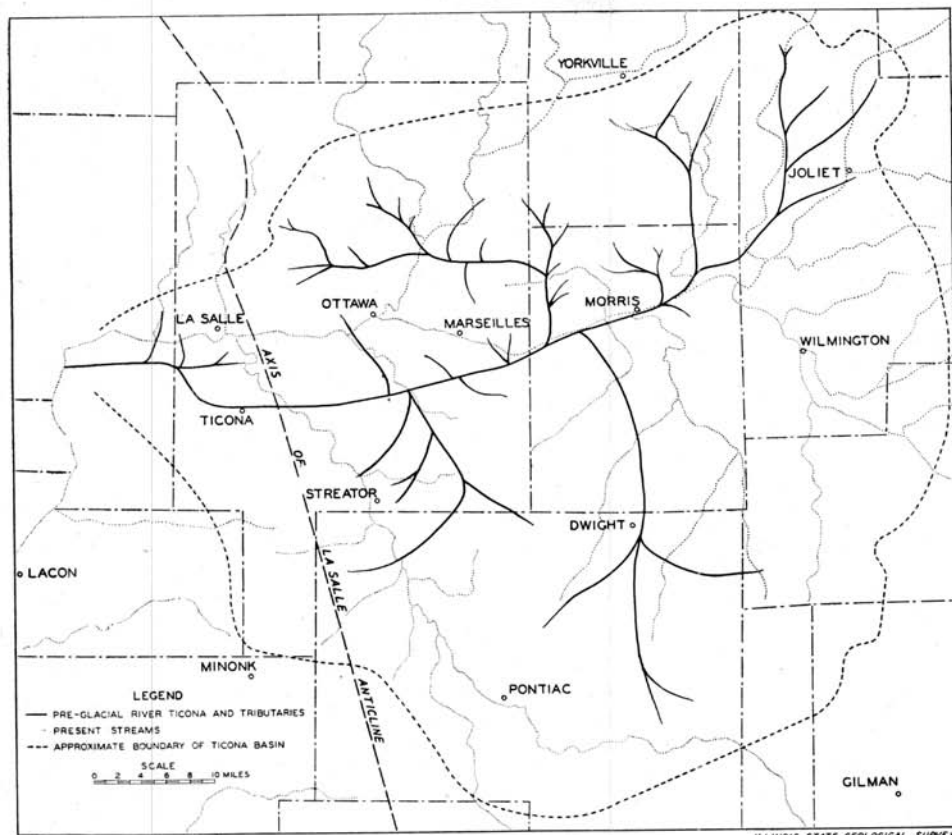 YORKVILLE
JOLIET
OTTAWA
MORRIS
LA SALLE
MARSEILLES
WILMINGTON
AXIS
OF
LA SALLE
ANTICLINE
TICONA
STREATOR
DWIGHT
LACON
MINONK
PONTIAC
GILMAN
LEGEND
PRE-GLACIAL RIVER TICONA AND TRIBUTARIES
PRESENT STREAMS
APPROXIMATE BOUNDARY OF TICONA BASIN
SCALE
0 2 4 6 8 10 MILES
ILLINOIS STATE GEOLOGICAL SURVEY